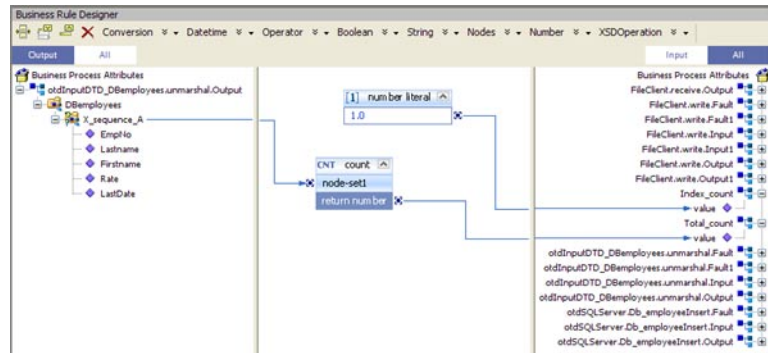 Business Rule Designer
Conversion Datetime Operator Boolean String Nodes Number XSDOperation
Output All Input All
Business Process Attributes
otdInputDTD_DBemployees.unmarshal.Output
DBemployees
X_sequence_A
EmpNo
Lastname
Firstname
Rate
LastDate
[1] number literal
1.0
CNT count
node-set1
return number
Business Process Attributes
FileClient.receive.Output
FileClient.write.Fault
FileClient.write.Fault1
FileClient.write.Input
FileClient.write.Input1
FileClient.write.Output
FileClient.write.Output1
Index_count
value
Total_count
value
otdInputDTD_DBemployees.unmarshal.Fault
otdInputDTD_DBemployees.unmarshal.Fault1
otdInputDTD_DBemployees.unmarshal.Input
otdInputDTD_DBemployees.unmarshal.Output
otdSQLServer.Db_employeeInsert.Fault
otdSQLServer.Db_employeeInsert.Input
otdSQLServer.Db_employeeInsert.Output